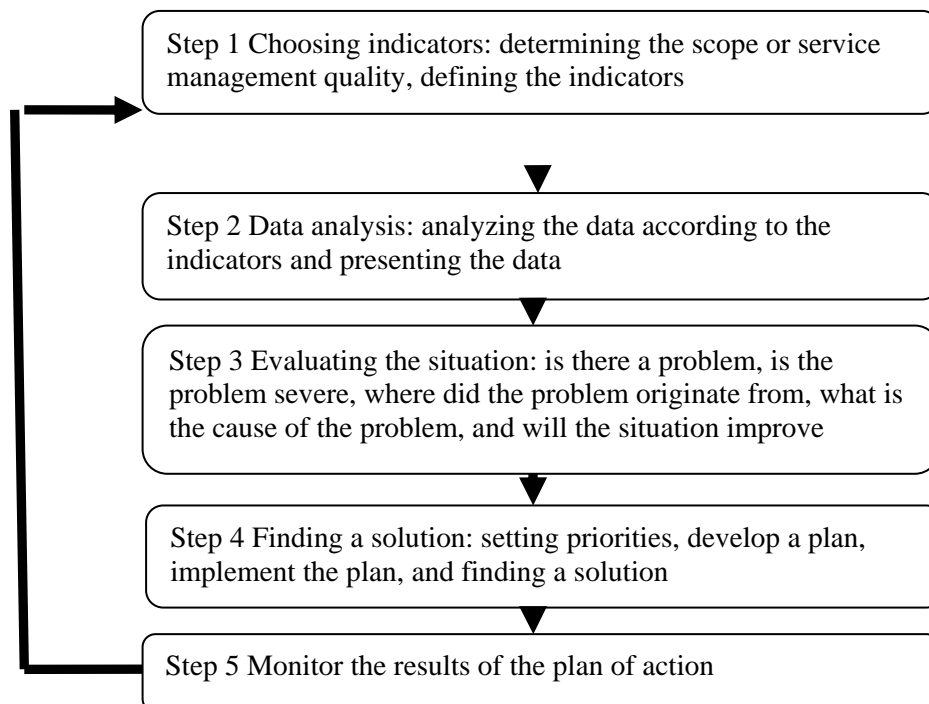 Step 1 Choosing indicators: determining the scope or service
management quality, defining the indicators
Step 2 Data analysis: analyzing the data according to the
indicators and presenting the data
Step 3 Evaluating the situation: is there a problem, is the
problem severe, where did the problem originate from, what is
the cause of the problem, and will the situation improve
Step 4 Finding a solution: setting priorities, develop a plan,
implement the plan, and finding a solution
Step 5 Monitor the results of the plan of action